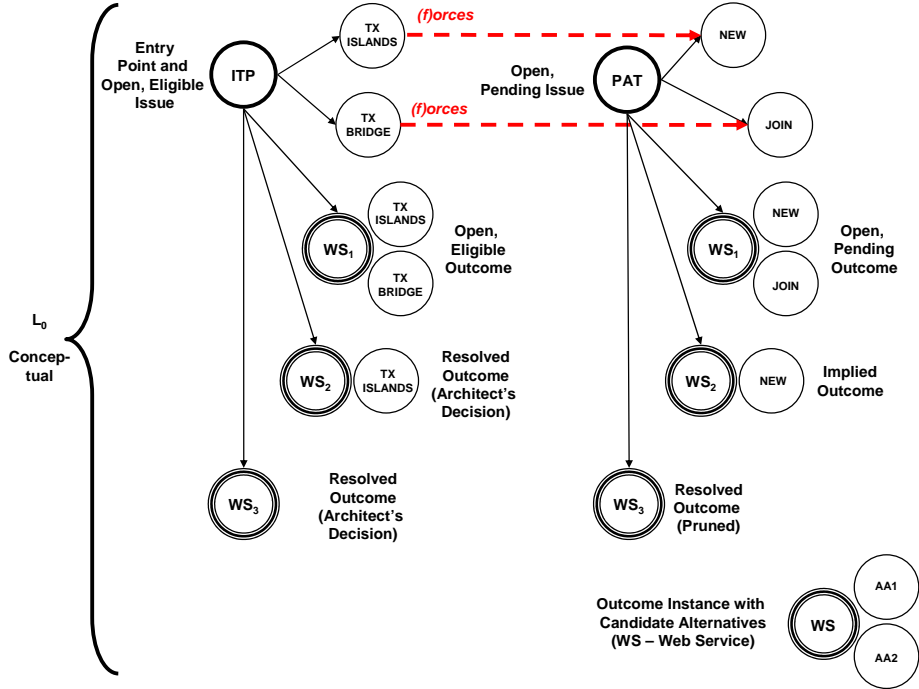 (f)orces
TX
ISLANDS
NEW
Entry
Point and
Open, Eligible
Issue
ITP
Open,
Pending Issue
PAT
(f)orces
TX
BRIDGE
JOIN
TX
ISLANDS
WS1
TX
BRIDGE
Open,
Eligible
Outcome
NEW
WS1
JOIN
Open,
Pending
Outcome
L0
Concep-
tual
WS2
TX
ISLANDS
Resolved
Outcome
(Architect's
Decision)
WS2
NEW
Implied
Outcome
WS3
Resolved
Outcome
(Architect's
Decision)
WS3
Resolved
Outcome
(Pruned)
Outcome Instance with
Candidate Alternatives
(WS – Web Service)
WS
AA1
AA2